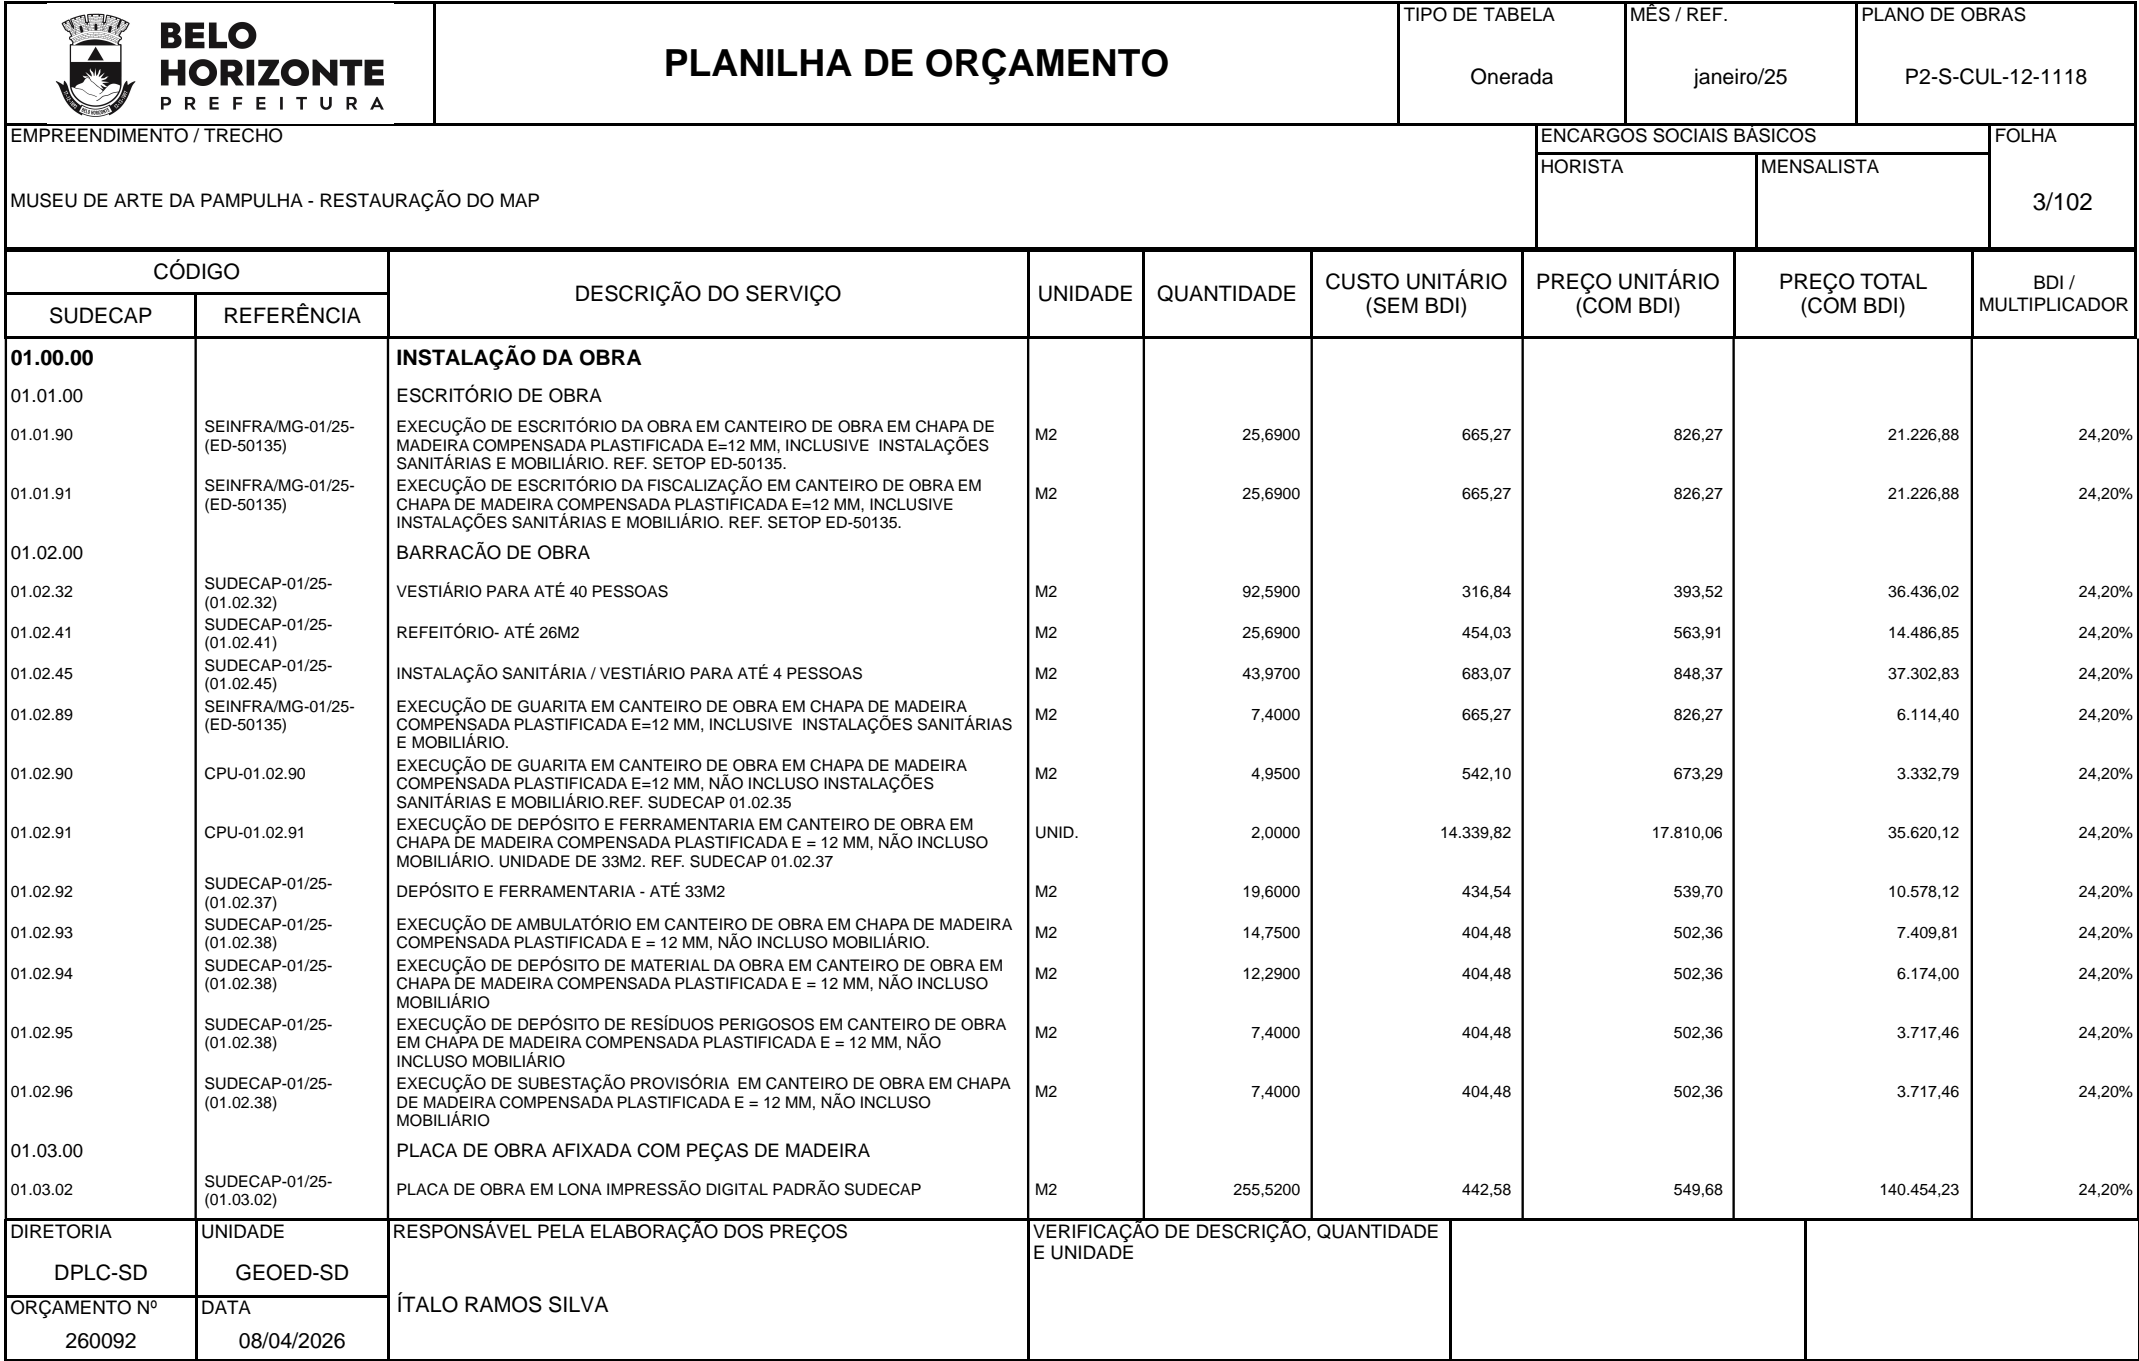 BELO
HORIZONTE
PREFEITURA
PLANILHA DE ORÇAMENTO
TIPO DE TABELA
Onerada
MÊS / REF.
janeiro/25
PLANO DE OBRAS
P2-S-CUL-12-1118
EMPREENDIMENTO / TRECHO
MUSEU DE ARTE DA PAMPULHA - RESTAURAÇÃO DO MAP
ENCARGOS SOCIAIS BÁSICOS
HORISTA
MENSALISTA
FOLHA
3/102
CÓDIGO
SUDECAP
REFERÊNCIA
DESCRIÇÃO DO SERVIÇO
UNIDADE
QUANTIDADE
CUSTO UNITÁRIO
(SEM BDI)
PREÇO UNITÁRIO
(COM BDI)
PREÇO TOTAL
(COM BDI)
BDI /
MULTIPLICADOR
01.00.00 INSTALAÇÃO DA OBRA
01.01.00 ESCRITÓRIO DE OBRA
01.01.90
SEINFRA/MG-01/25-
(ED-50135)
EXECUÇÃO DE ESCRITÓRIO DA OBRA EM CANTEIRO DE OBRA EM CHAPA DE
MADEIRA COMPENSADA PLASTIFICADA E=12 MM, INCLUSIVE  INSTALAÇÕES
SANITÁRIAS E MOBILIÁRIO. REF. SETOP ED-50135.
M2 25,6900 665,27 826,27 21.226,88 24,20%
01.01.91
SEINFRA/MG-01/25-
(ED-50135)
EXECUÇÃO DE ESCRITÓRIO DA FISCALIZAÇÃO EM CANTEIRO DE OBRA EM
CHAPA DE MADEIRA COMPENSADA PLASTIFICADA E=12 MM, INCLUSIVE
INSTALAÇÕES SANITÁRIAS E MOBILIÁRIO. REF. SETOP ED-50135.
M2 25,6900 665,27 826,27 21.226,88 24,20%
01.02.00 BARRACÃO DE OBRA
01.02.32
SUDECAP-01/25-
(01.02.32)
VESTIÁRIO PARA ATÉ 40 PESSOAS
M2 92,5900 316,84 393,52 36.436,02 24,20%
01.02.41
SUDECAP-01/25-
(01.02.41)
REFEITÓRIO- ATÉ 26M2
M2 25,6900 454,03 563,91 14.486,85 24,20%
01.02.45
SUDECAP-01/25-
(01.02.45)
INSTALAÇÃO SANITÁRIA / VESTIÁRIO PARA ATÉ 4 PESSOAS
M2 43,9700 683,07 848,37 37.302,83 24,20%
01.02.89
SEINFRA/MG-01/25-
(ED-50135)
EXECUÇÃO DE GUARITA EM CANTEIRO DE OBRA EM CHAPA DE MADEIRA
COMPENSADA PLASTIFICADA E=12 MM, INCLUSIVE  INSTALAÇÕES SANITÁRIAS
E MOBILIÁRIO.
M2 7,4000 665,27 826,27 6.114,40 24,20%
01.02.90
CPU-01.02.90
EXECUÇÃO DE GUARITA EM CANTEIRO DE OBRA EM CHAPA DE MADEIRA
COMPENSADA PLASTIFICADA E=12 MM, NÃO INCLUSO INSTALAÇÕES
SANITÁRIAS E MOBILIÁRIO.REF. SUDECAP 01.02.35
M2 4,9500 542,10 673,29 3.332,79 24,20%
01.02.91
CPU-01.02.91
EXECUÇÃO DE DEPÓSITO E FERRAMENTARIA EM CANTEIRO DE OBRA EM
CHAPA DE MADEIRA COMPENSADA PLASTIFICADA E = 12 MM, NÃO INCLUSO
MOBILIÁRIO. UNIDADE DE 33M2. REF. SUDECAP 01.02.37
UNID. 2,0000 14.339,82 17.810,06 35.620,12 24,20%
01.02.92
SUDECAP-01/25-
(01.02.37)
DEPÓSITO E FERRAMENTARIA - ATÉ 33M2
M2 19,6000 434,54 539,70 10.578,12 24,20%
01.02.93
SUDECAP-01/25-
(01.02.38)
EXECUÇÃO DE AMBULATÓRIO EM CANTEIRO DE OBRA EM CHAPA DE MADEIRA
COMPENSADA PLASTIFICADA E = 12 MM, NÃO INCLUSO MOBILIÁRIO.
M2 14,7500 404,48 502,36 7.409,81 24,20%
01.02.94
SUDECAP-01/25-
(01.02.38)
EXECUÇÃO DE DEPÓSITO DE MATERIAL DA OBRA EM CANTEIRO DE OBRA EM
CHAPA DE MADEIRA COMPENSADA PLASTIFICADA E = 12 MM, NÃO INCLUSO
MOBILIÁRIO
M2 12,2900 404,48 502,36 6.174,00 24,20%
01.02.95
SUDECAP-01/25-
(01.02.38)
EXECUÇÃO DE DEPÓSITO DE RESÍDUOS PERIGOSOS EM CANTEIRO DE OBRA
EM CHAPA DE MADEIRA COMPENSADA PLASTIFICADA E = 12 MM, NÃO
INCLUSO MOBILIÁRIO
M2 7,4000 404,48 502,36 3.717,46 24,20%
01.02.96
SUDECAP-01/25-
(01.02.38)
EXECUÇÃO DE SUBESTAÇÃO PROVISÓRIA  EM CANTEIRO DE OBRA EM CHAPA
DE MADEIRA COMPENSADA PLASTIFICADA E = 12 MM, NÃO INCLUSO
MOBILIÁRIO
M2 7,4000 404,48 502,36 3.717,46 24,20%
01.03.00 PLACA DE OBRA AFIXADA COM PEÇAS DE MADEIRA
01.03.02
SUDECAP-01/25-
(01.03.02)
PLACA DE OBRA EM LONA IMPRESSÃO DIGITAL PADRÃO SUDECAP
M2 255,5200 442,58 549,68 140.454,23 24,20%
DIRETORIA
DPLC-SD
UNIDADE
GEOED-SD
RESPONSÁVEL PELA ELABORAÇÃO DOS PREÇOS
ÍTALO RAMOS SILVA
VERIFICAÇÃO DE DESCRIÇÃO, QUANTIDADE
E UNIDADE
ORÇAMENTO Nº
260092
DATA
08/04/2026